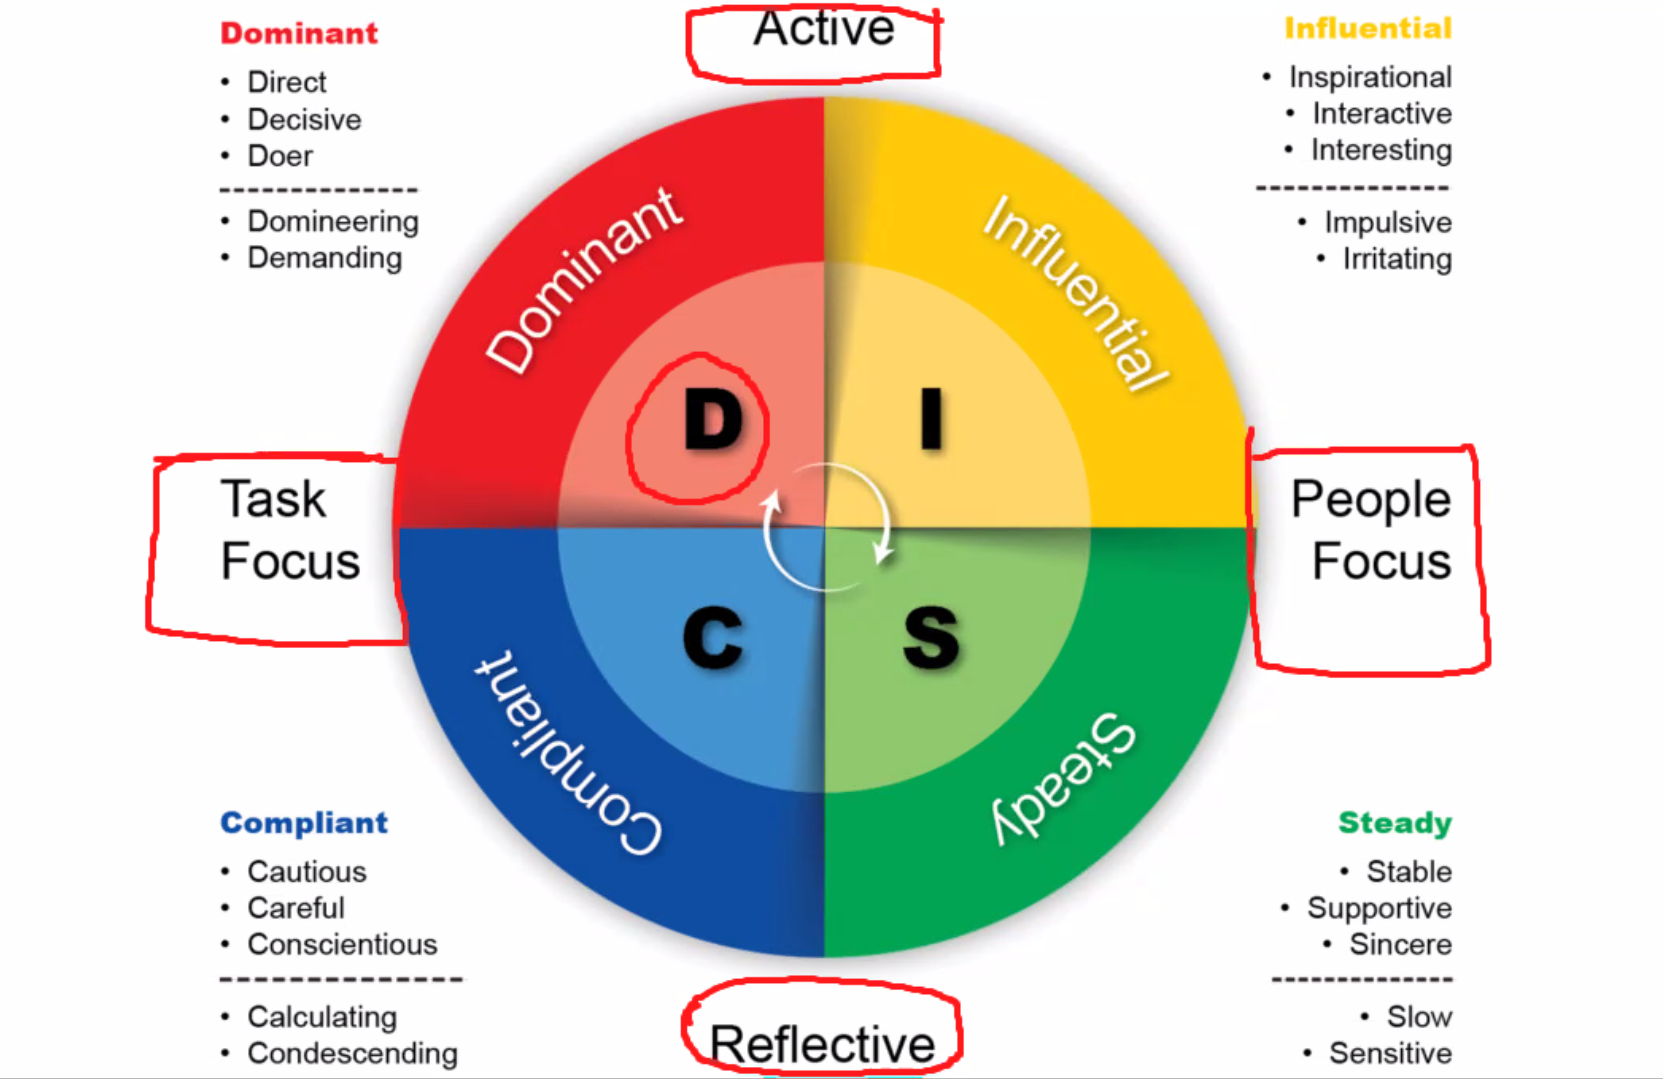 Active
Dominant
• Direct
• Decisive
• Doer
• Domineering
• Demanding
Influential
• Inspirational
• Interactive
• Interesting
• Impulsive
• Irritating
Dominant
Influential
D
I
Task
Focus
People
Focus
C
S
Compliant
Steady
Compliant
• Cautious
• Careful
• Conscientious
• Calculating
• Condescending
Steady
• Stable
• Supportive
• Sincere
• Slow
• Sensitive
Reflective